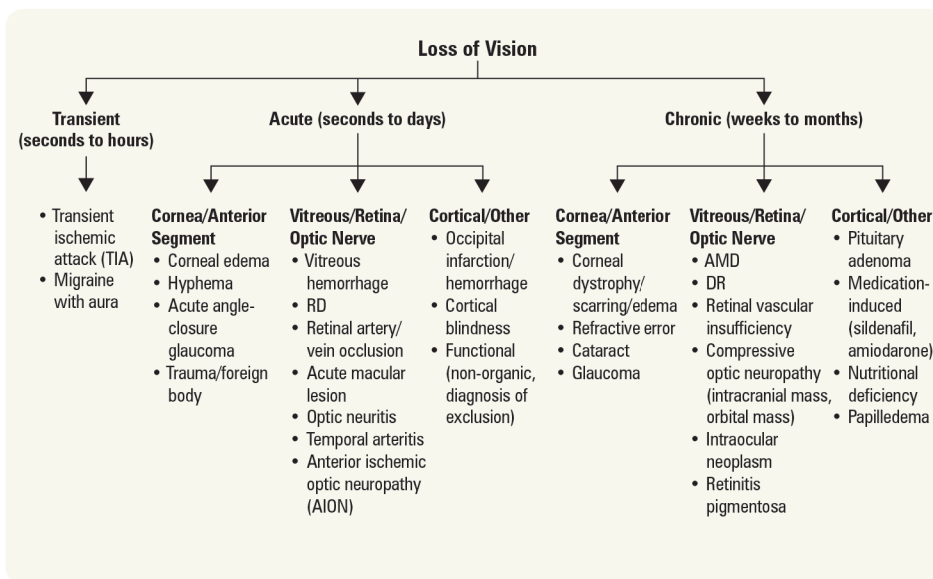 Loss of Vision
Transient
(seconds to hours)
• Transient
ischemic
attack (TIA)
• Migraine
with aura
Acute (seconds to days)
Cornea/Anterior
Segment
• Corneal edema
• Hyphema
• Acute angle-
closure
glaucoma
• Trauma/foreign
body
Vitreous/Retina/
Optic Nerve
• Vitreous
hemorrhage
• RD
• Retinal artery/
vein occlusion
• Acute macular
lesion
• Optic neuritis
• Temporal arteritis
• Anterior ischemic
optic neuropathy
(AION)
Cortical/Other
• Occipital
infarction/
hemorrhage
• Cortical
blindness
• Functional
(non-organic,
diagnosis of
exclusion)
Chronic (weeks to months)
Cornea/Anterior
Segment
• Corneal
dystrophy/
scarring/edema
• Refractive error
• Cataract
• Glaucoma
Vitreous/Retina/
Optic Nerve
• AMD
• DR
• Retinal vascular
insufficiency
• Compressive
optic neuropathy
(intracranial mass,
orbital mass)
• Intraocular
neoplasm
• Retinitis
pigmentosa
Cortical/Other
• Pituitary
adenoma
• Medication-
induced
(sildenafil,
amiodarone)
• Nutritional
deficiency
• Papilledema